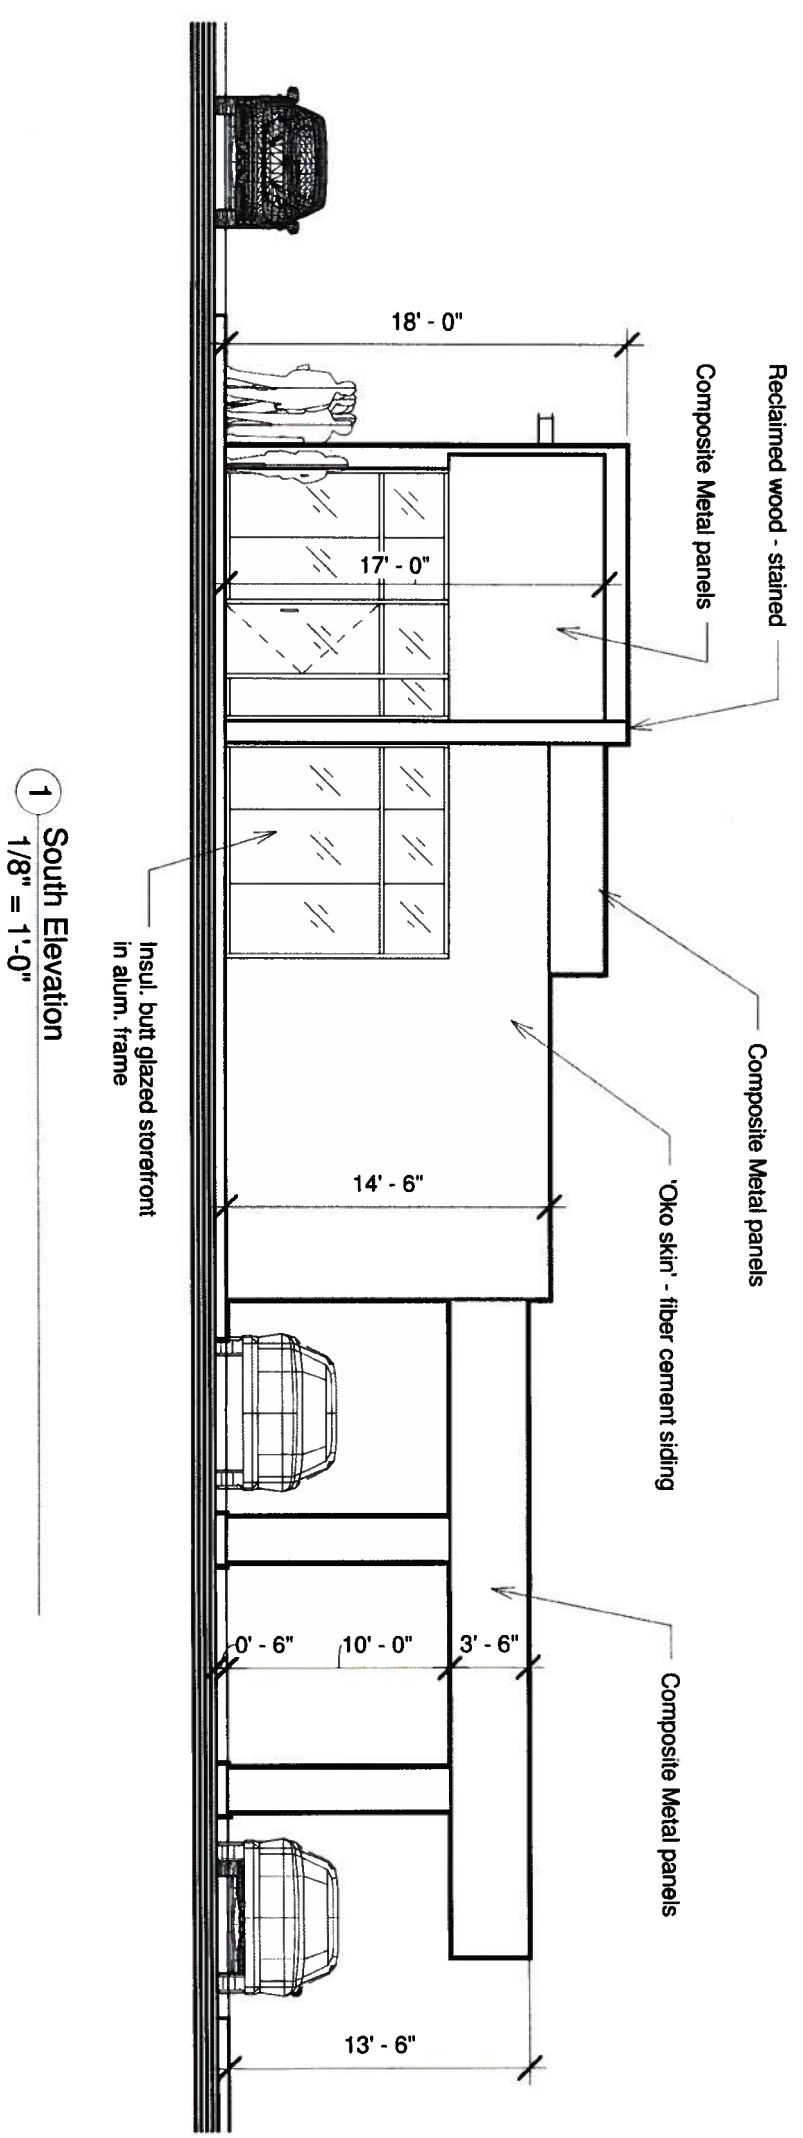 Reclaimed wood - stained
Composite Metal panels
Composite Metal panels
'Oko skin' - fiber cement siding
Composite Metal panels
18' - 0"
17' - 0"
14' - 6"
0' - 6"
10' - 0"
3' - 6"
13' - 6"
Insul. butt glazed storefront
in alum. frame
1
South Elevation
1/8" = 1'-0"